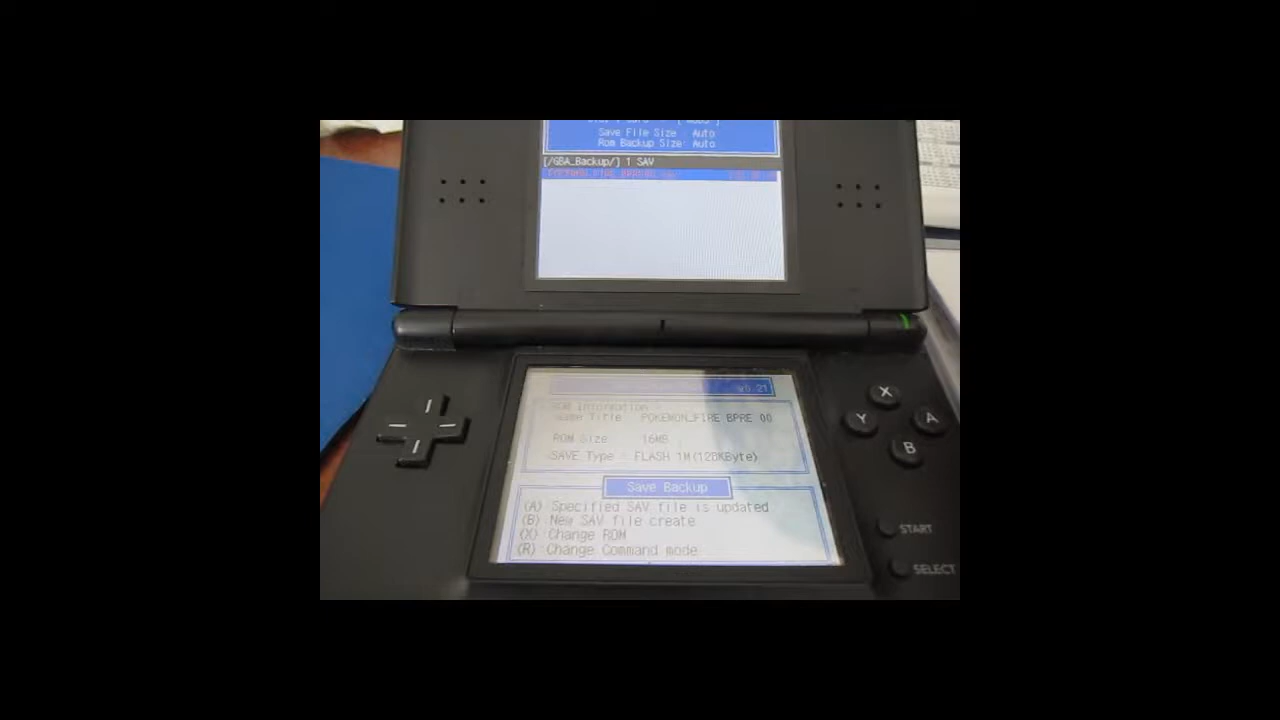 Save File Size : Auto
Rom Backup Size: Auto
[/GBA_Backup/] 1 SAV
v0.21
ROM Information
Game Title : POKEMON_FIRE BPRE 00
ROM Size : 16MB
SAVE Type : FLASH 1M(128KByte)
Save Backup
(A) : Specified SAV file is updated
(B) : New SAV file create
(X) : Change ROM
(R) : Change Command mode
X
Y
A
B
START
SELECT